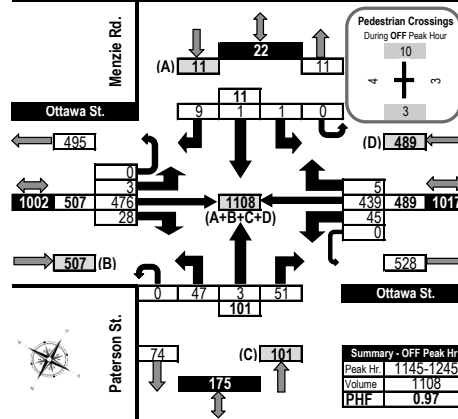 Menzie Rd.
Pedestrian Crossings
During OFF Peak Hour
10
4
3
3
22
(A) 11
11
11
9 1 1 0
Ottawa St.
495
(D) 489
0
3
476
28
1002 507
1108
(A+B+C+D)
5
439
45
0
489 1017
507 (B)
528
0 47 3 51
101
Ottawa St.
Paterson St.
74
(C) 101
175
Summary - OFF Peak Hr
Peak Hr. 1145-1245
Volume 1108
PHF 0.97